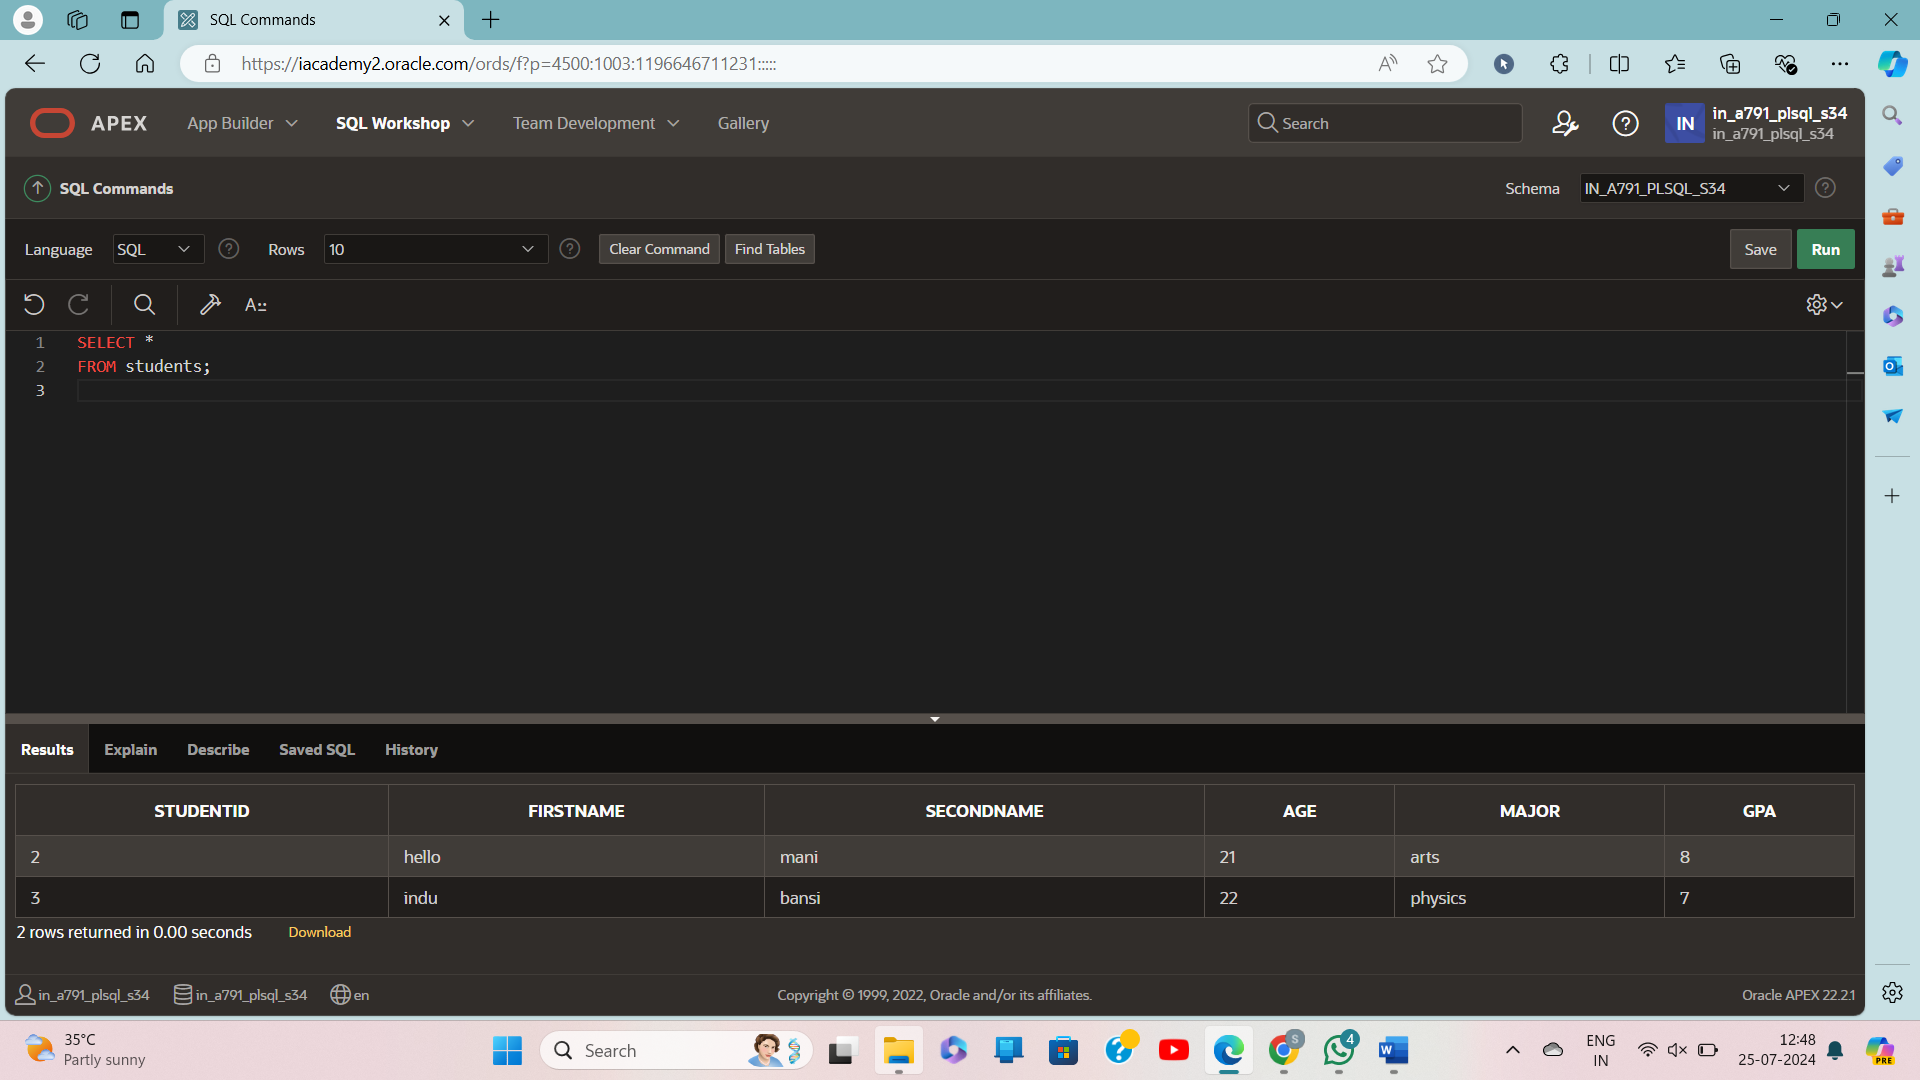 SQL Commands
https://iacademy2.oracle.com/ords/f?p=4500:1003:1196646711231:::::
APEX App Builder SQL Workshop Team Development Gallery Search IN in_a791_plsql_s34
in_a791_plsql_s34
SQL Commands Schema IN_A791_PLSQL_S34
Language SQL Rows 10 Clear Command Find Tables Save Run
A::
1 SELECT *
2 FROM students;
3
Results Explain Describe Saved SQL History
STUDENTID FIRSTNAME SECONDNAME AGE MAJOR GPA
2 hello mani 21 arts 8
3 indu bansi 22 physics 7
2 rows returned in 0.00 seconds Download
in_a791_plsql_s34 in_a791_plsql_s34 en Copyright © 1999, 2022, Oracle and/or its affiliates. Oracle APEX 22.2.1
35°C
Partly sunny
Search
S
4
ENG
IN
12:48
25-07-2024
PRE